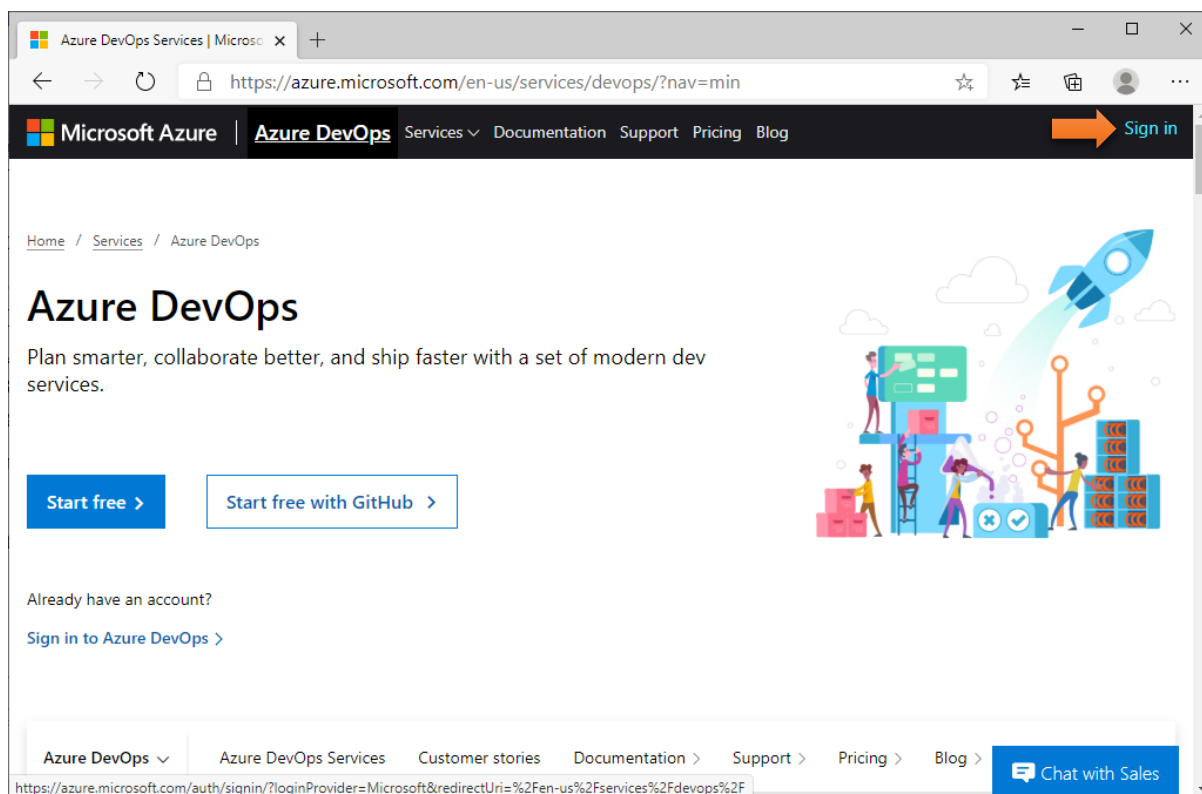 Azure DevOps Services | Microso
https://azure.microsoft.com/en-us/services/devops/?nav=min
Microsoft Azure | Azure DevOps Services Documentation Support Pricing Blog Sign in
Home / Services / Azure DevOps
Azure DevOps
Plan smarter, collaborate better, and ship faster with a set of modern dev
services.
Start free > Start free with GitHub >
Already have an account?
Sign in to Azure DevOps >
Azure DevOps Azure DevOps Services Customer stories Documentation > Support > Pricing > Blog >
Chat with Sales
https://azure.microsoft.com/auth/signin/?loginProvider=Microsoft&redirectUri=%2Fen-us%2Fservices%2Fdevops%2F